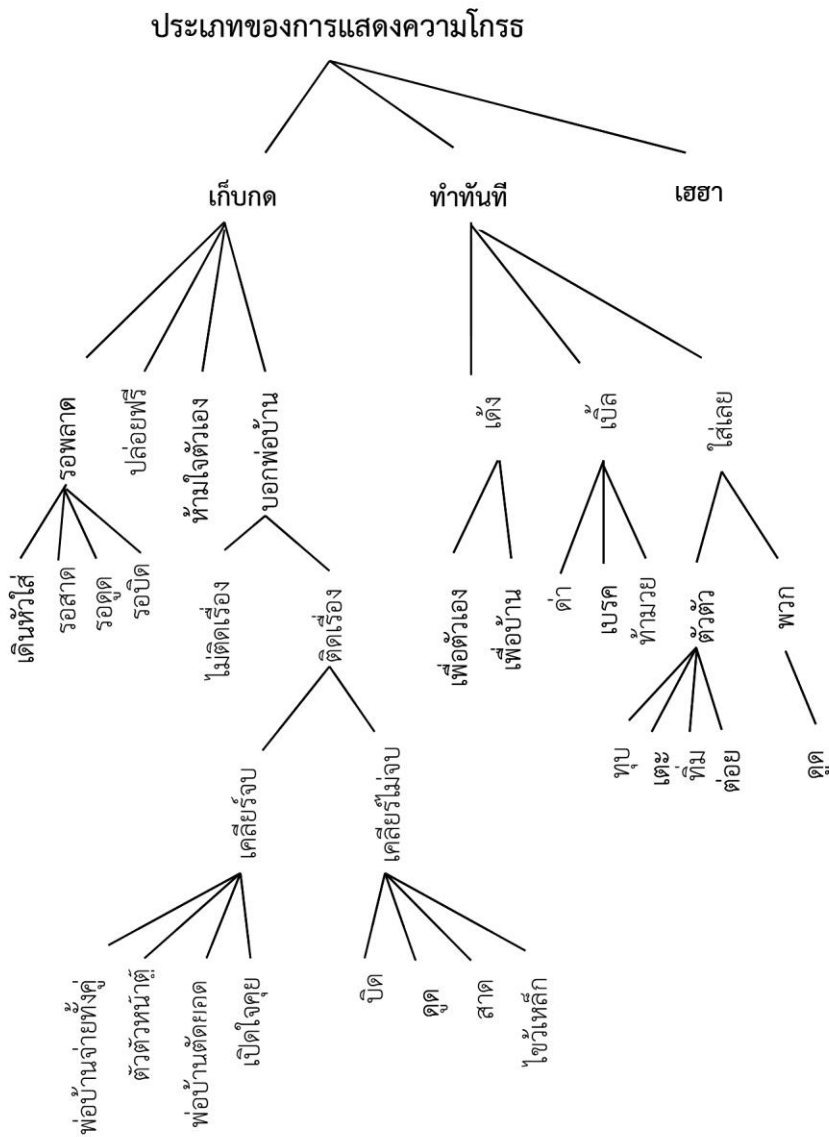 ประเภทของการแสดงความโกรธ
เก็บกด
ทำทันที
เฮฮา
รอพลาด
ปล่อยฟรี
ห้ามใจตัวเอง
บอกพ่อบ้าน
เด้ง
เบิ้ล
ใส่เลย
เดินหัวใส่
รอสาด
รอดูด
รอบิด
ไม่ติดเรื่อง
ติดเรื่อง
เพื่อตัวเอง
เพื่อบ้าน
ด่า
เบรค
ท้ามวย
ตัวตัว
พวก
ทุบ
เตะ
ทิ่ม
ต่อย
ดูด
เคลียร์จบ
เคลียร์ไม่จบ
พ่อบ้านจ่ายทั้งคู่
ตัวตัวหน้าตู้
พ่อบ้านตัดยอด
เปิดใจคุย
บิด
ดูด
สาด
ไขว้เหล็ก